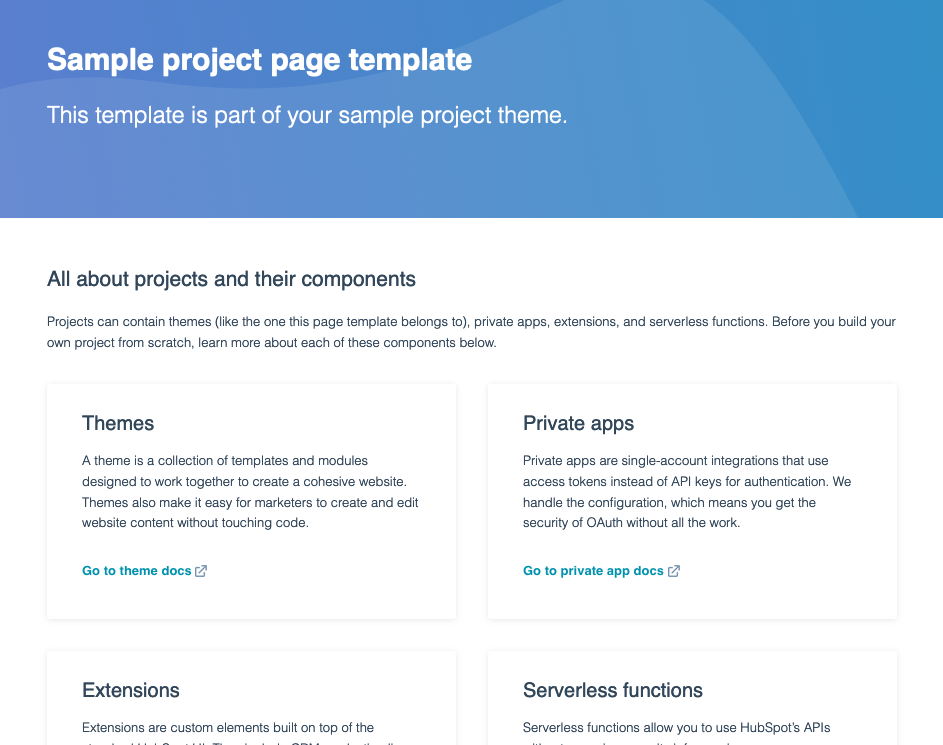 Sample project page template
This template is part of your sample project theme.
All about projects and their components
Projects can contain themes (like the one this page template belongs to), private apps, extensions, and serverless functions. Before you build your
own project from scratch, learn more about each of these components below.
Themes
A theme is a collection of templates and modules
designed to work together to create a cohesive website.
Themes also make it easy for marketers to create and edit
website content without touching code.
Go to theme docs
Private apps
Private apps are single-account integrations that use
access tokens instead of API keys for authentication. We
handle the configuration, which means you get the
security of OAuth without all the work.
Go to private app docs
Extensions
Extensions are custom elements built on top of the
Serverless functions
Serverless functions allow you to use HubSpot's APIs